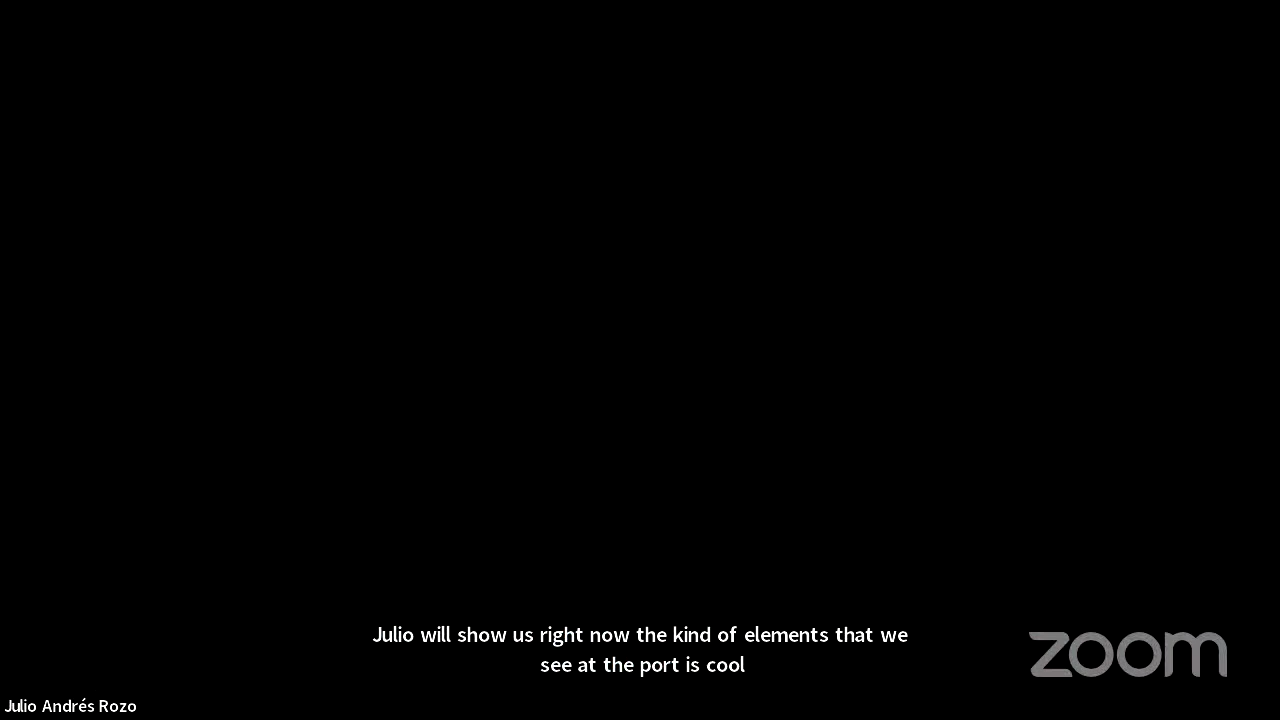 Julio will show us right now the kind of elements that we
see at the port is cool
zoom
Julio Andrés Rozo